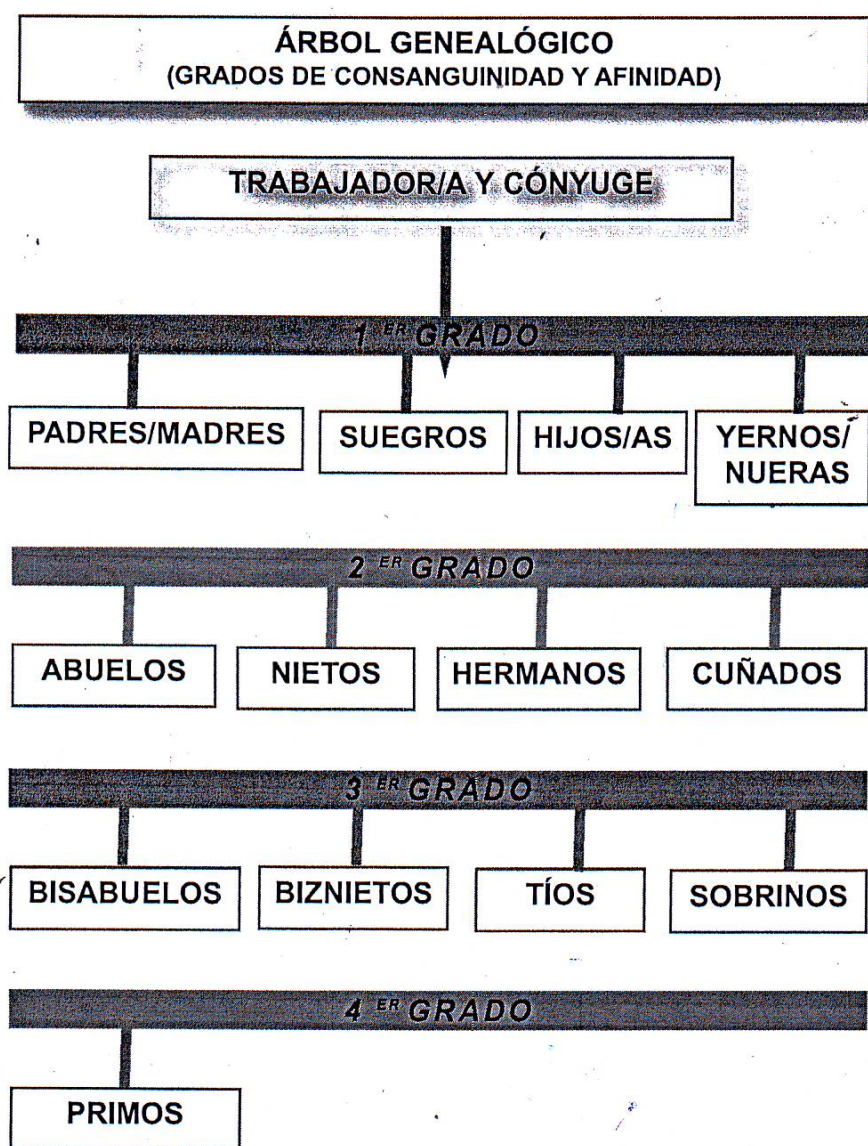 ÁRBOL GENEALÓGICO
(GRADOS DE CONSANGUINIDAD Y AFINIDAD)
TRABAJADOR/A Y CÓNYUGE
1 ER GRADO
PADRES/MADRES SUEGROS HIJOS/AS YERNOS/
NUERAS
2 ER GRADO
ABUELOS NIETOS HERMANOS CUÑADOS
3 ER GRADO
BISABUELOS BIZNIETOS TÍOS SOBRINOS
4 ER GRADO
PRIMOS